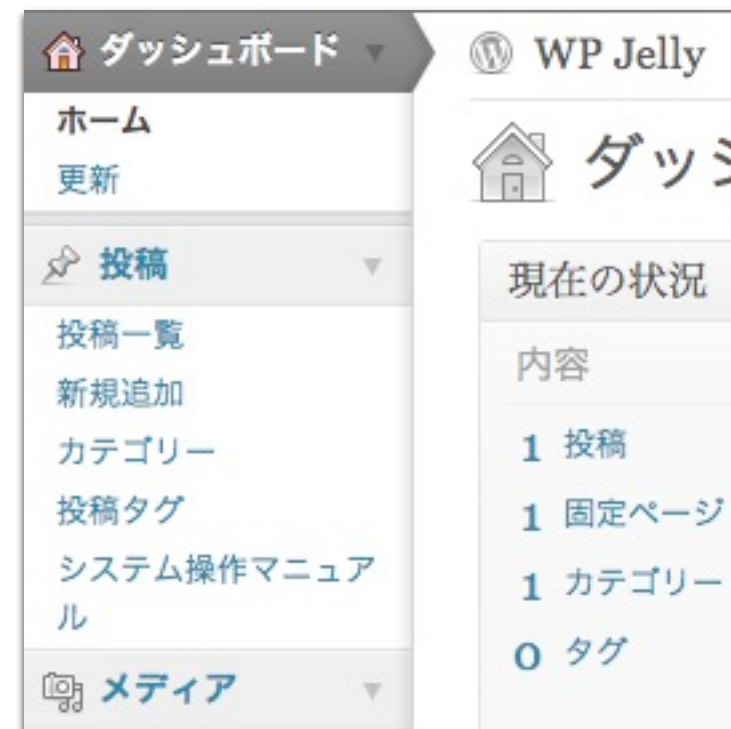 ダッシュボード
ホーム
更新
投稿
投稿一覧
新規追加
カテゴリー
投稿タグ
システム操作マニュア
ル
メディア
WP Jelly
ダッシ
現在の状況
内容
1 投稿
1 固定ページ
1 カテゴリー
0 タグ